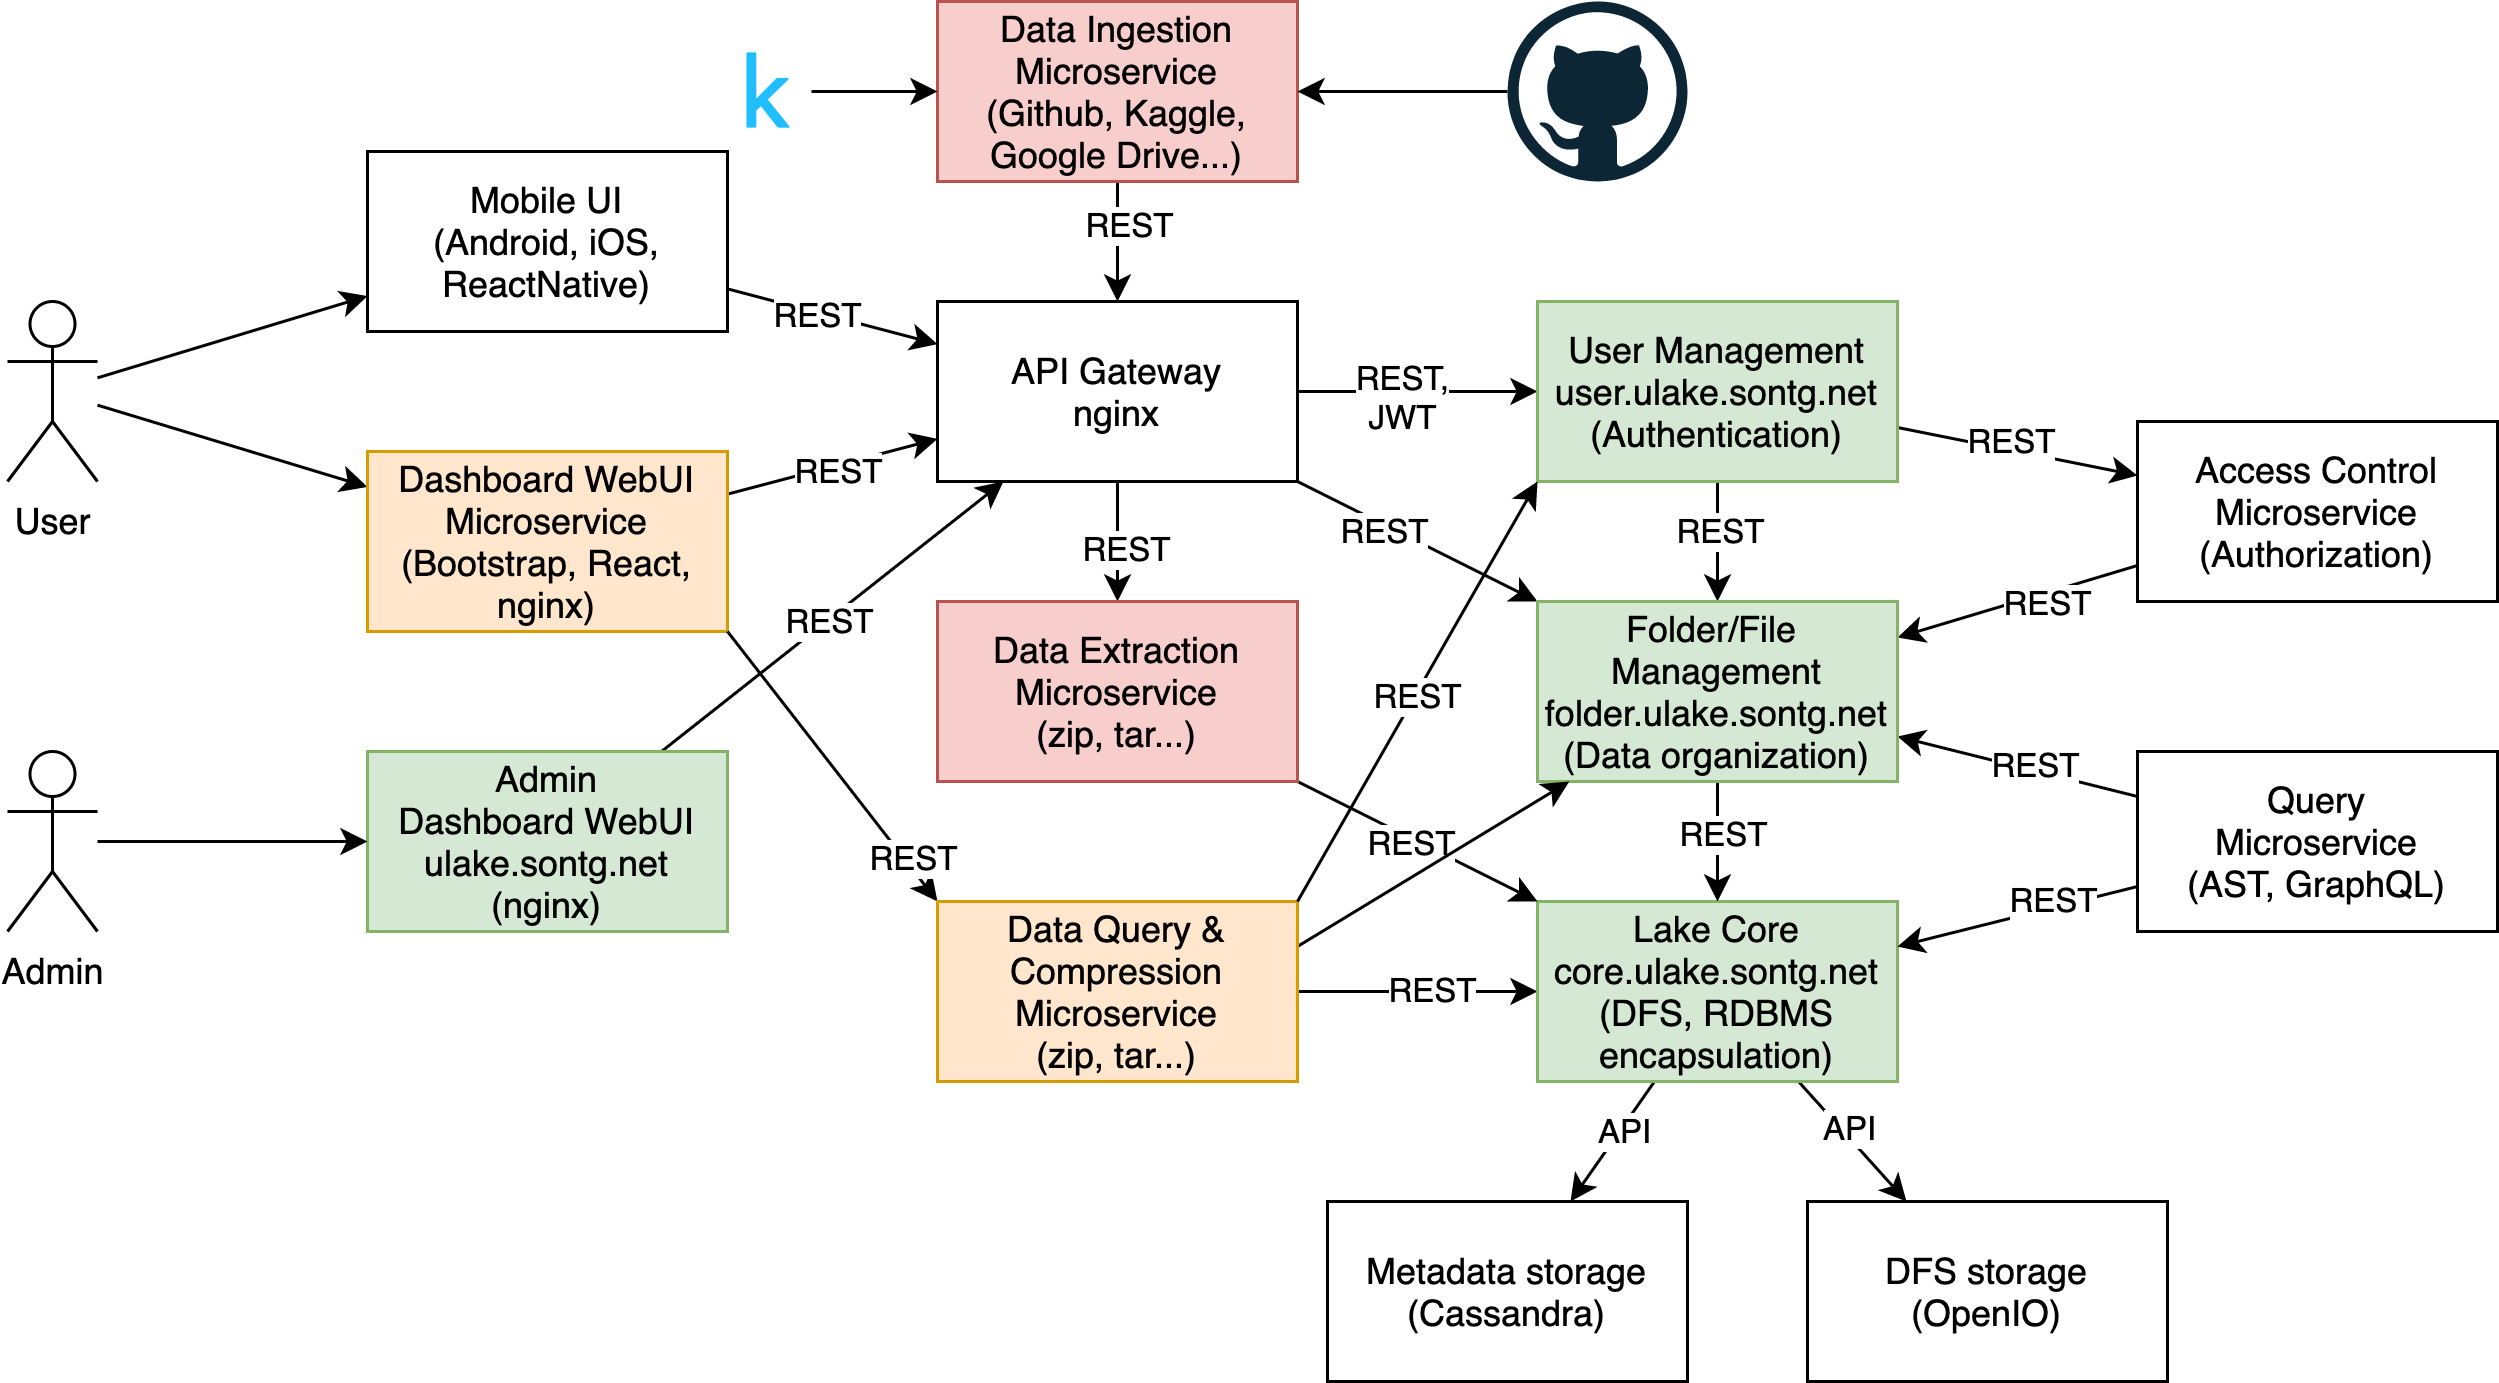 Data Ingestion
Microservice
(Github, Kaggle,
Google Drive...)
k
REST
Mobile UI
(Android, iOS,
ReactNative)
REST
User
Dashboard WebUI
Microservice
(Bootstrap, React,
nginx)
REST
API Gateway
nginx
REST,
JWT
User Management
user.ulake.sontg.net
(Authentication)
REST
Access Control
Microservice
(Authorization)
REST
REST
REST
REST
REST
Data Extraction
Microservice
(zip, tar...)
REST
Folder/File
Management
folder.ulake.sontg.net
(Data organization)
REST
Query
Microservice
(AST, GraphQL)
REST
REST
REST
Admin
Admin
Dashboard WebUI
ulake.sontg.net
(nginx)
REST
Data Query &
Compression
Microservice
(zip, tar...)
REST
Lake Core
core.ulake.sontg.net
(DFS, RDBMS
encapsulation)
API
API
Metadata storage
(Cassandra)
DFS storage
(OpenIO)